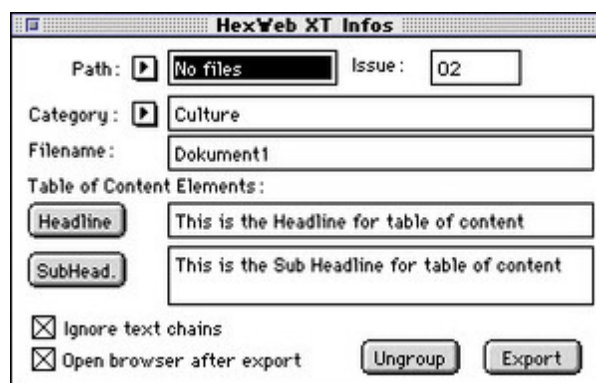 HexWeb XT Infos
Path: No files Issue: 02
Category: Culture
Filename: Dokument1
Table of Content Elements:
Headline This is the Headline for table of content
SubHead. This is the Sub Headline for table of content
Ignore text chains
Open browser after export Ungroup Export